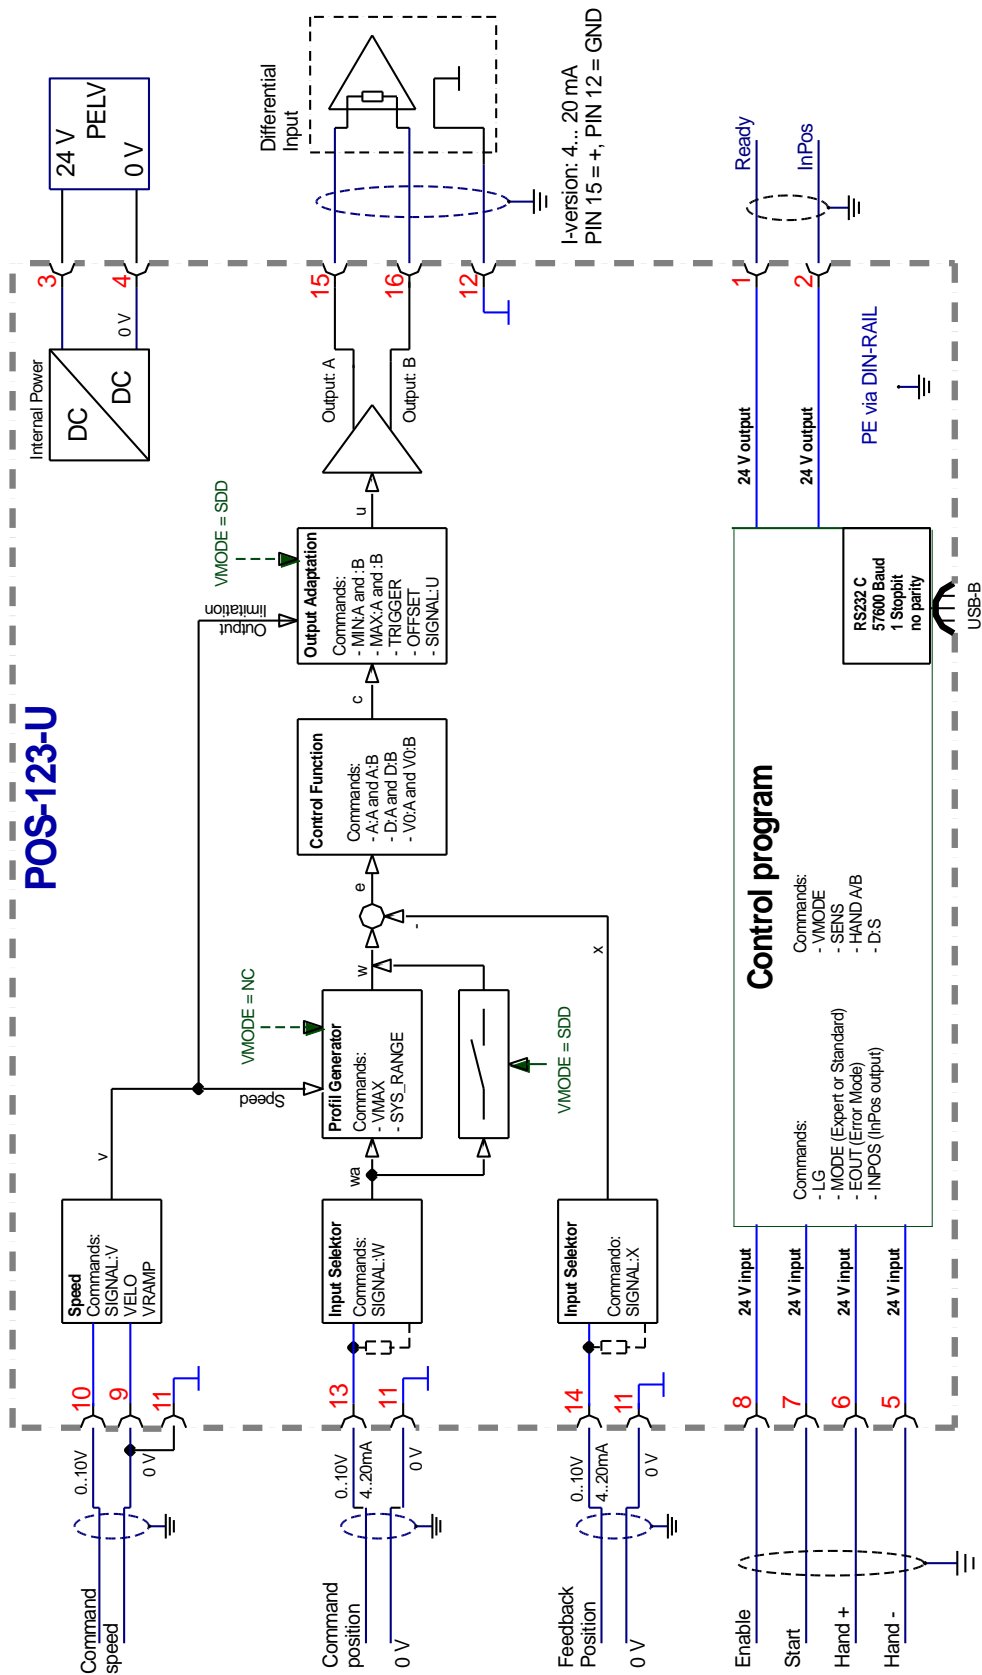 POS-123-U
Command
speed
0..10V
0 V
10
9
11
Speed
Commands:
SIGNAL:V
VELO
VRAMP
v
Speed
Output
limitation
Internal Power
DC
DC
0 V
3
4
24 V
PELV
0 V
Command
position
0 V
0..10V
4..20mA
0 V
13
11
Input Selektor
Commands:
SIGNAL:W
wa
VMODE = NC
Profil Generator
Commands:
- VMAX
- SYS_RANGE
w
VMODE = SDD
e
-
Control Function
Commands:
- A:A and A:B
- D:A and D:B
- V0:A and V0:B
c
VMODE = SDD
Output Adaptation
Commands:
- MIN:A and :B
- MAX:A and :B
- TRIGGER
- OFFSET
- SIGNAL:U
u
Output: A
Output: B
15
16
12
Differential
Input
I-version: 4... 20 mA
PIN 15 = +, PIN 12 = GND
Feedback
Position
0 V
0..10V
4..20mA
0 V
14
11
Input Selektor
Commando:
SIGNAL:X
x
Enable
Start
Hand +
Hand -
8
7
6
5
24 V input
24 V input
24 V input
24 V input
Control program
Commands:
- LG
- MODE (Expert or Standard)
- EOUT (Error Mode)
- INPOS (InPos output)
Commands:
- VMODE
- SENS
- HAND A/B
- D:S
RS232 C
57600 Baud
1 Stopbit
no parity
USB-B
24 V output
24 V output
PE via DIN-RAIL
1
2
Ready
InPos